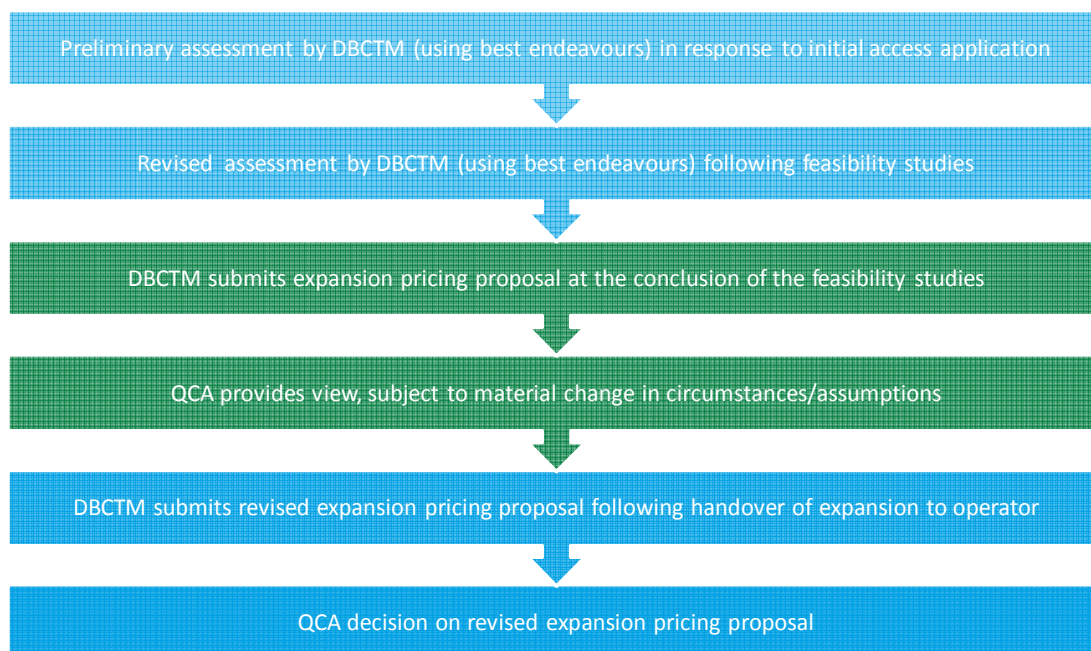 Preliminary assessment by DBCTM (using best endeavours) in response to initial access application
Revised assessment by DBCTM (using best endeavours) following feasibility studies
DBCTM submits expansion pricing proposal at the conclusion of the feasibility studies
QCA provides view, subject to material change in circumstances/assumptions
DBCTM submits revised expansion pricing proposal following handover of expansion to operator
QCA decision on revised expansion pricing proposal